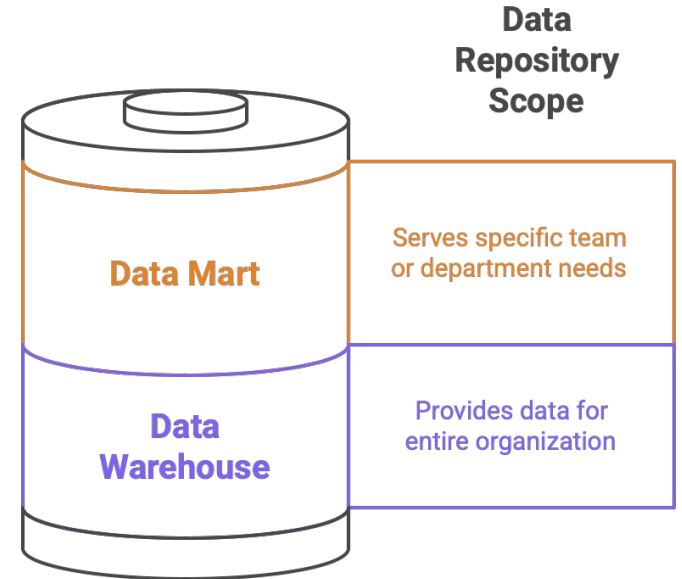 Data
Repository
Scope
Data Mart
Serves specific team
or department needs
Data
Warehouse
Provides data for
entire organization